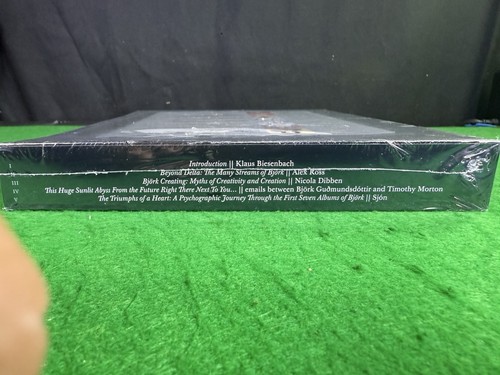 I Introduction || Klaus Biesenbach
Beyond Delta: The Many Streams of Björk || Alex Ross
III Björk Creating: Myths of Creativity and Creation || Nicola Dibben
IV This Huge Sunlit Abyss From the Future Right There Next To You... || emails between Björk Guðmundsdóttir and Timothy Morton
V The Triumphs of a Heart: A Psychographic Journey Through the First Seven Albums of Björk || Sjón